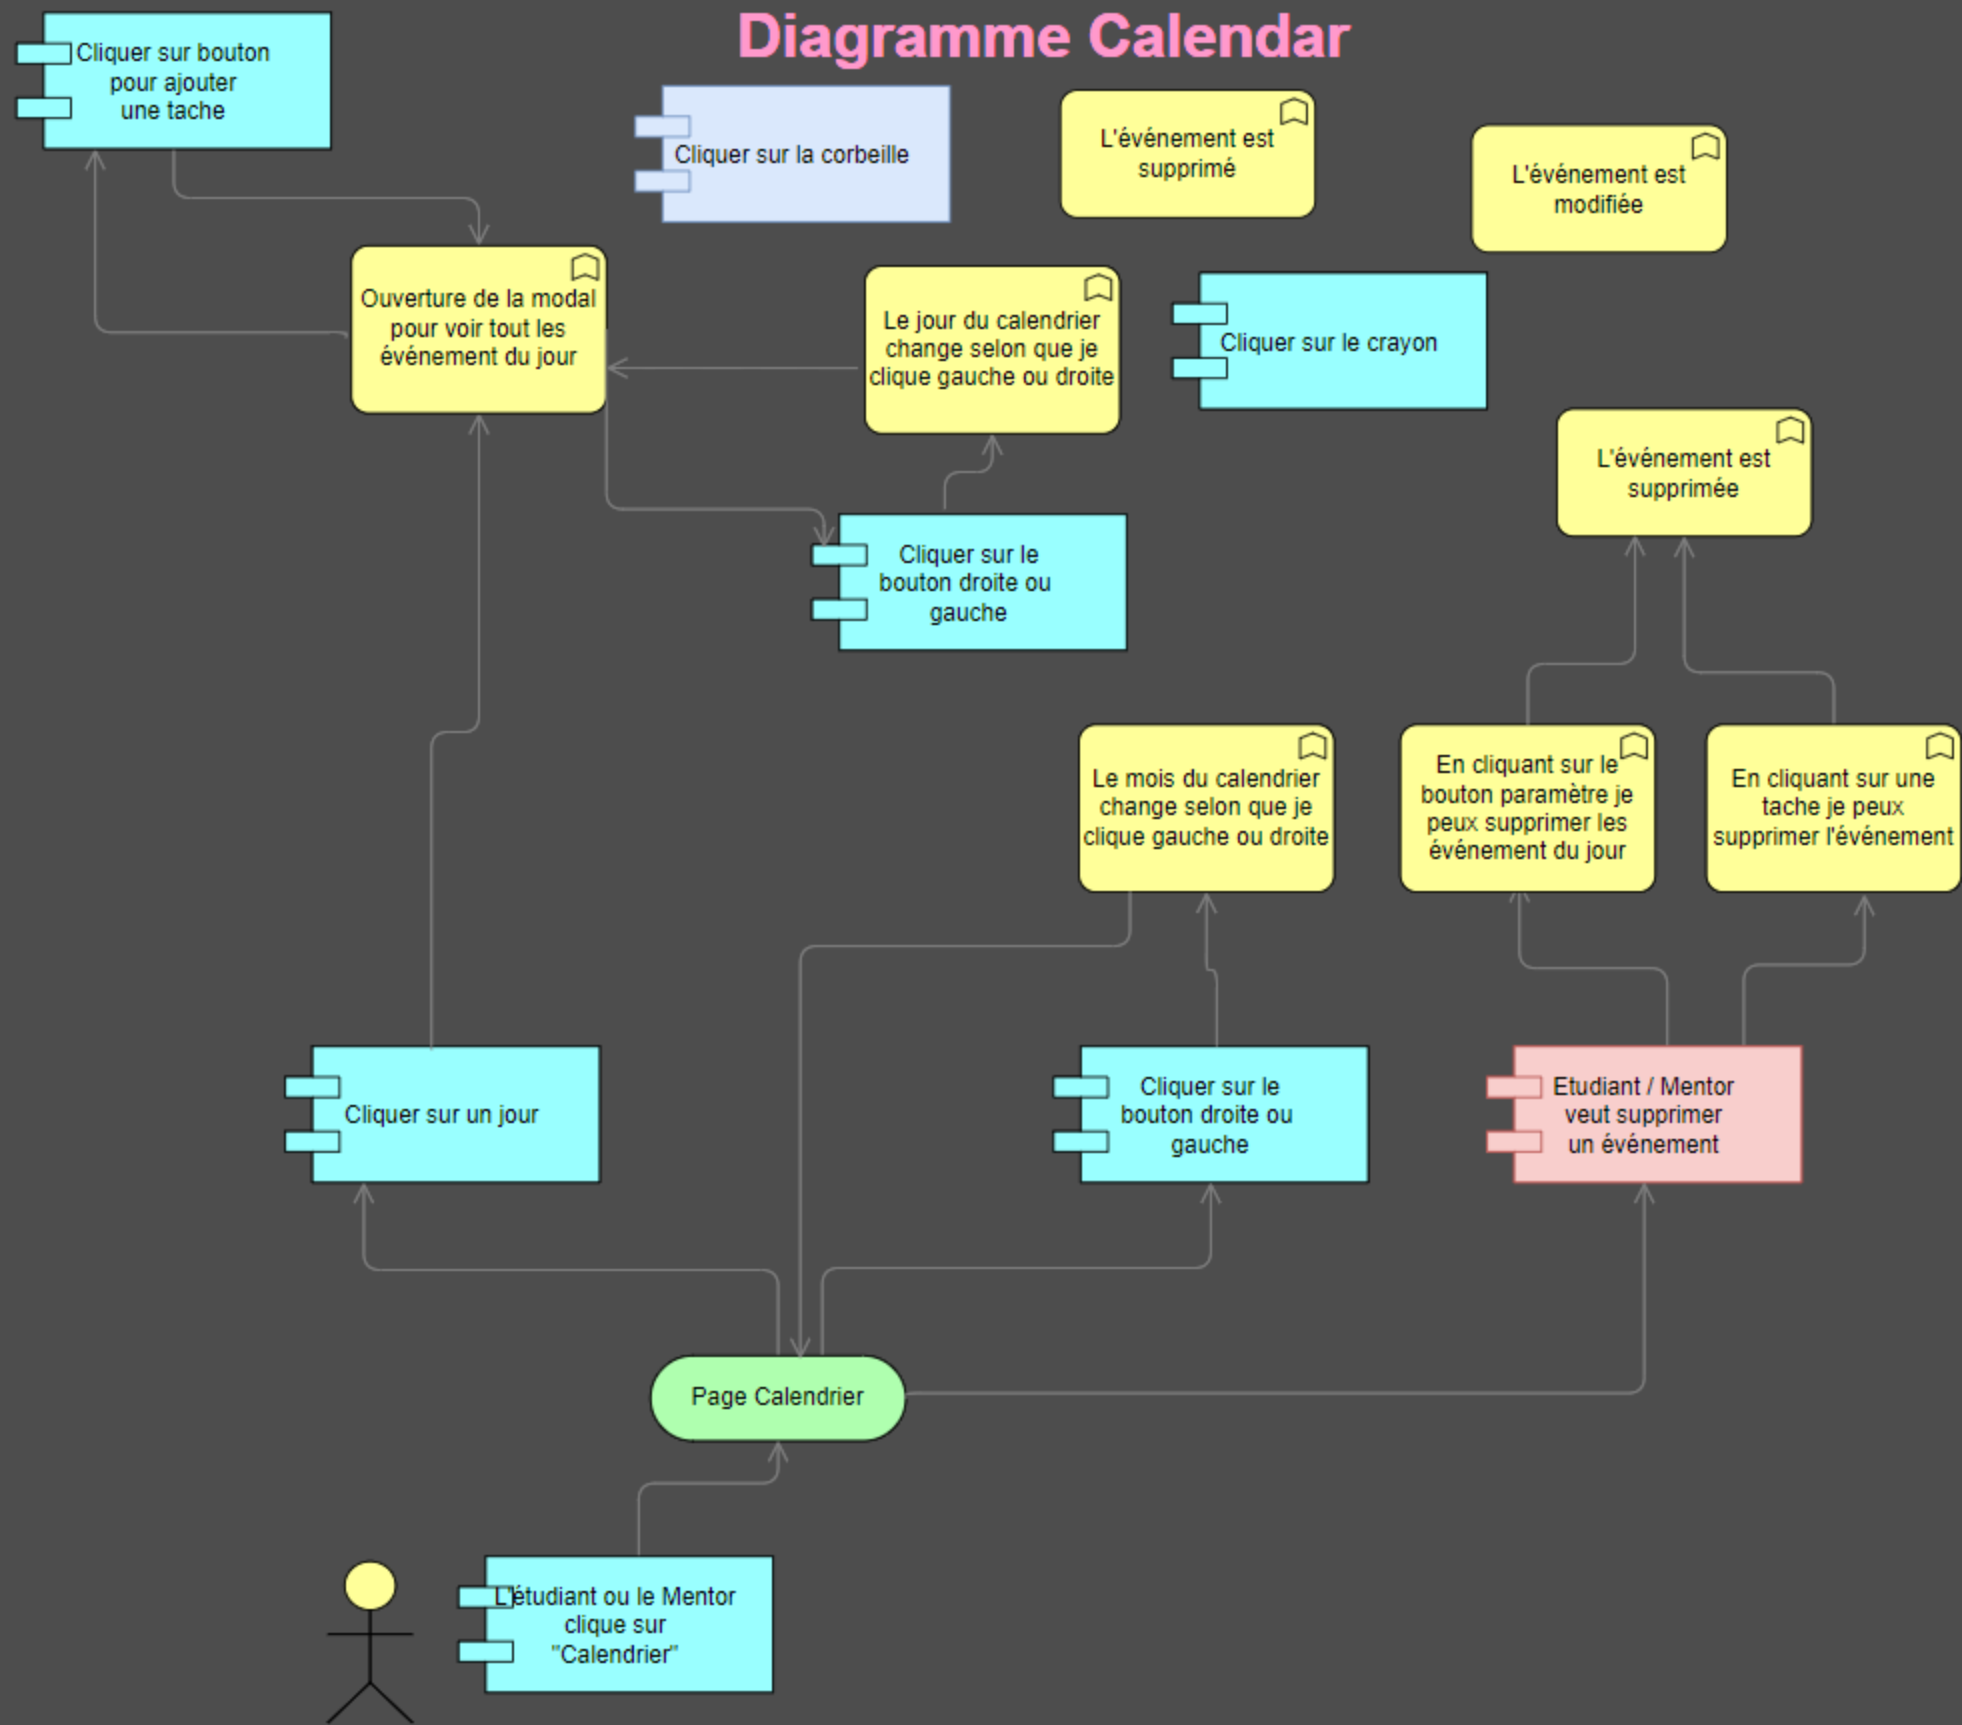 Diagramme Calendar
Cliquer sur bouton
pour ajouter
une tache
Cliquer sur la corbeille
L'événement est
supprimé
L'événement est
modifiée
Ouverture de la modal
pour voir tout les
événement du jour
Le jour du calendrier
change selon que je
clique gauche ou droite
Cliquer sur le crayon
L'événement est
supprimée
Cliquer sur le
bouton droite ou
gauche
Le mois du calendrier
change selon que je
clique gauche ou droite
En cliquant sur le
bouton paramètre je
peux supprimer les
événement du jour
En cliquant sur une
tache je peux
supprimer l'événement
Cliquer sur un jour
Cliquer sur le
bouton droite ou
gauche
Etudiant / Mentor
veut supprimer
un événement
Page Calendrier
L'étudiant ou le Mentor
clique sur
"Calendrier"